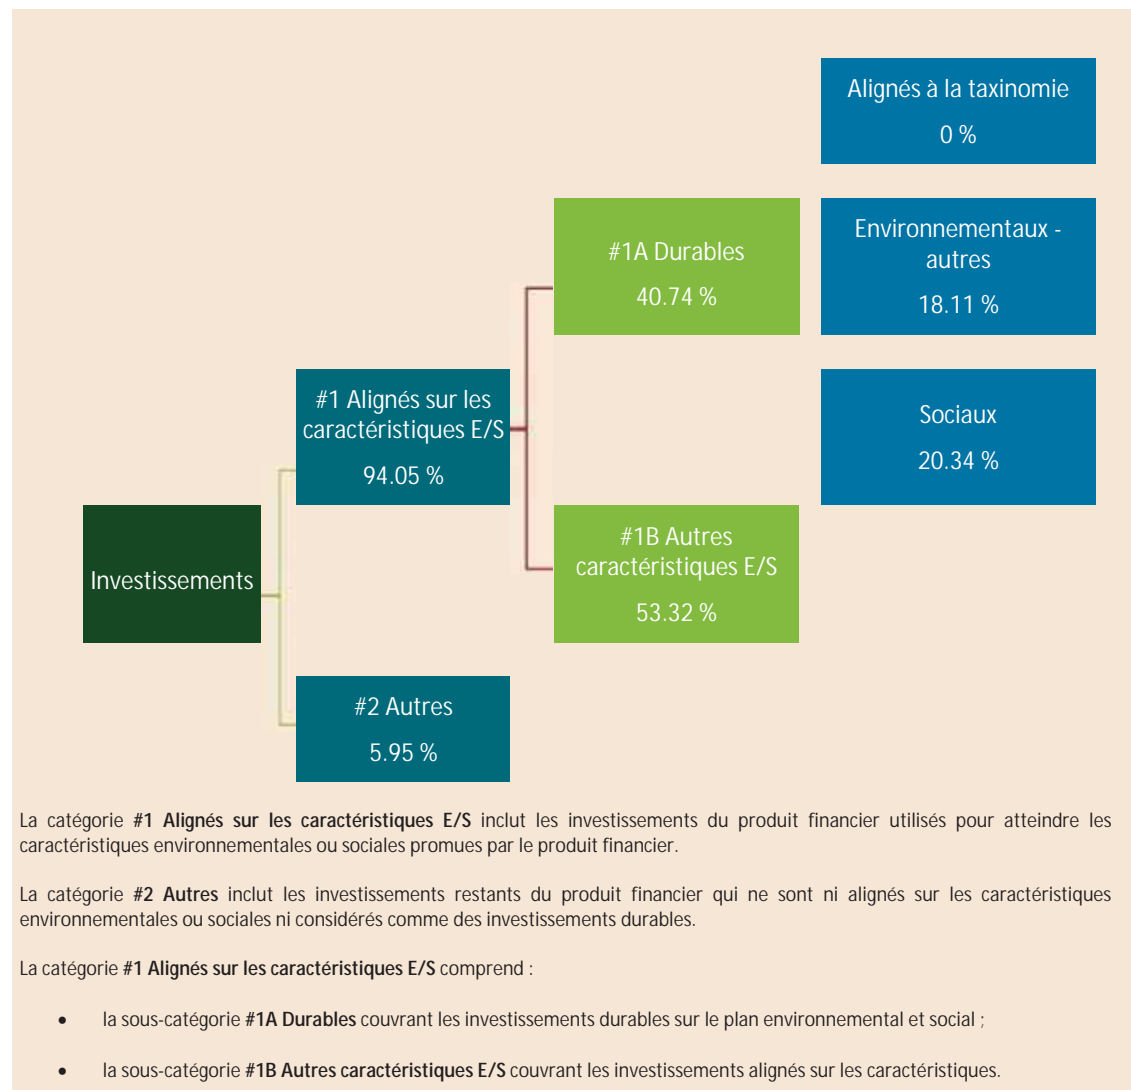 Alignés à la taxinomie
0 %
Environnementaux -
autres
18.11 %
#1A Durables
40.74 %
Sociaux
20.34 %
#1 Alignés sur les
caractéristiques E/S
94.05 %
#1B Autres
caractéristiques E/S
53.32 %
Investissements
#2 Autres
5.95 %
La catégorie #1 Alignés sur les caractéristiques E/S inclut les investissements du produit financier utilisés pour atteindre les
caractéristiques environnementales ou sociales promues par le produit financier.
La catégorie #2 Autres inclut les investissements restants du produit financier qui ne sont ni alignés sur les caractéristiques
environnementales ou sociales ni considérés comme des investissements durables.
La catégorie #1 Alignés sur les caractéristiques E/S comprend :
• la sous-catégorie #1A Durables couvrant les investissements durables sur le plan environnemental et social ;
• la sous-catégorie #1B Autres caractéristiques E/S couvrant les investissements alignés sur les caractéristiques.